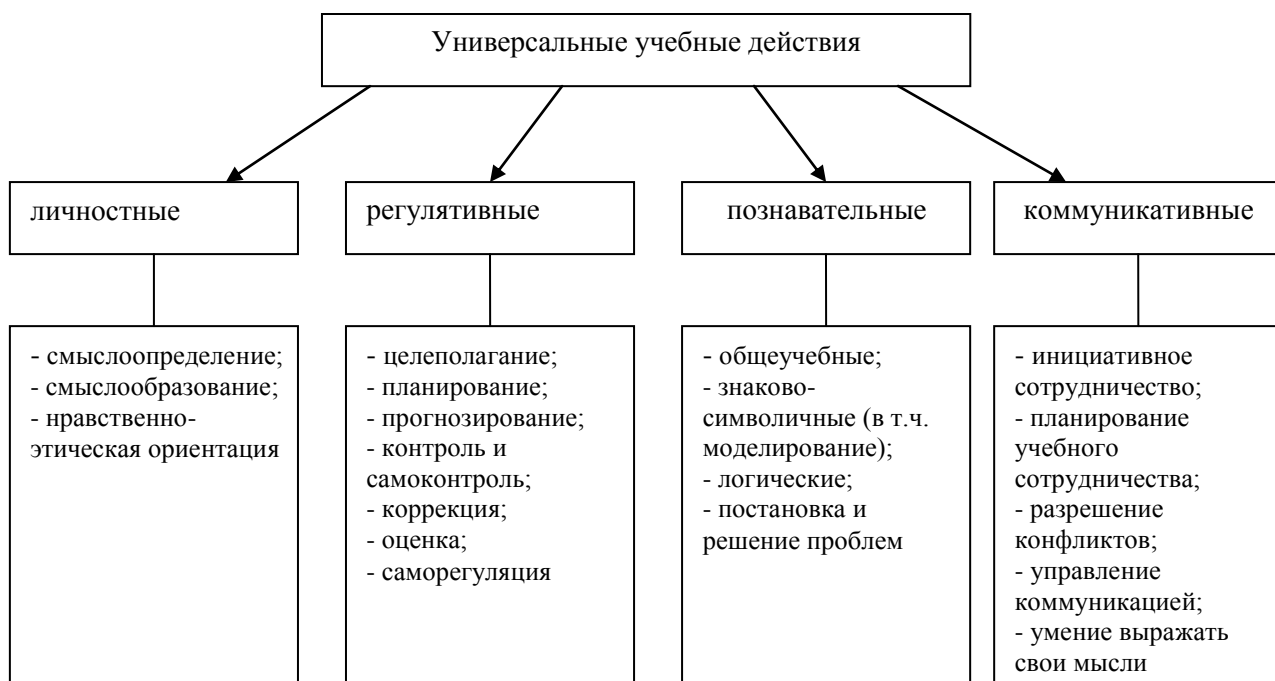 Универсальные учебные действия
личностные
регулятивные
познавательные
коммуникативные
- смыслоопределение;
- смыслообразование;
- нравственно-
этическая ориентация
- целеполагание;
- планирование;
- прогнозирование;
- контроль и
самоконтроль;
- коррекция;
- оценка;
- саморегуляция
- общеучебные;
- знаково-
символичные (в т.ч.
моделирование);
- логические;
- постановка и
решение проблем
- инициативное
сотрудничество;
- планирование
учебного
сотрудничества;
- разрешение
конфликтов;
- управление
коммуникацией;
- умение выражать
свои мысли